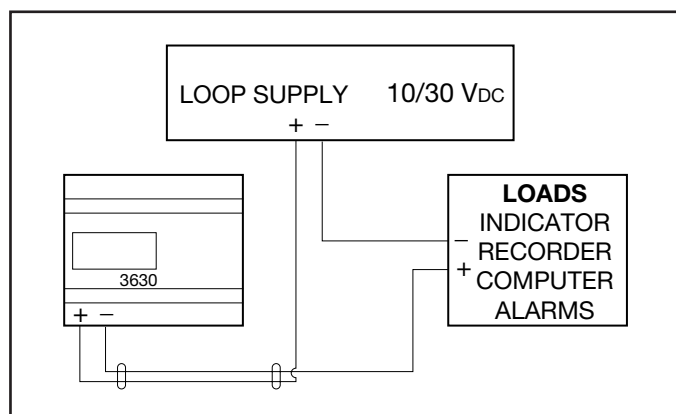 LOOP SUPPLY 10/30 VDC
+ −
3630
+ −
LOADS
INDICATOR
− RECORDER
+ COMPUTER
ALARMS